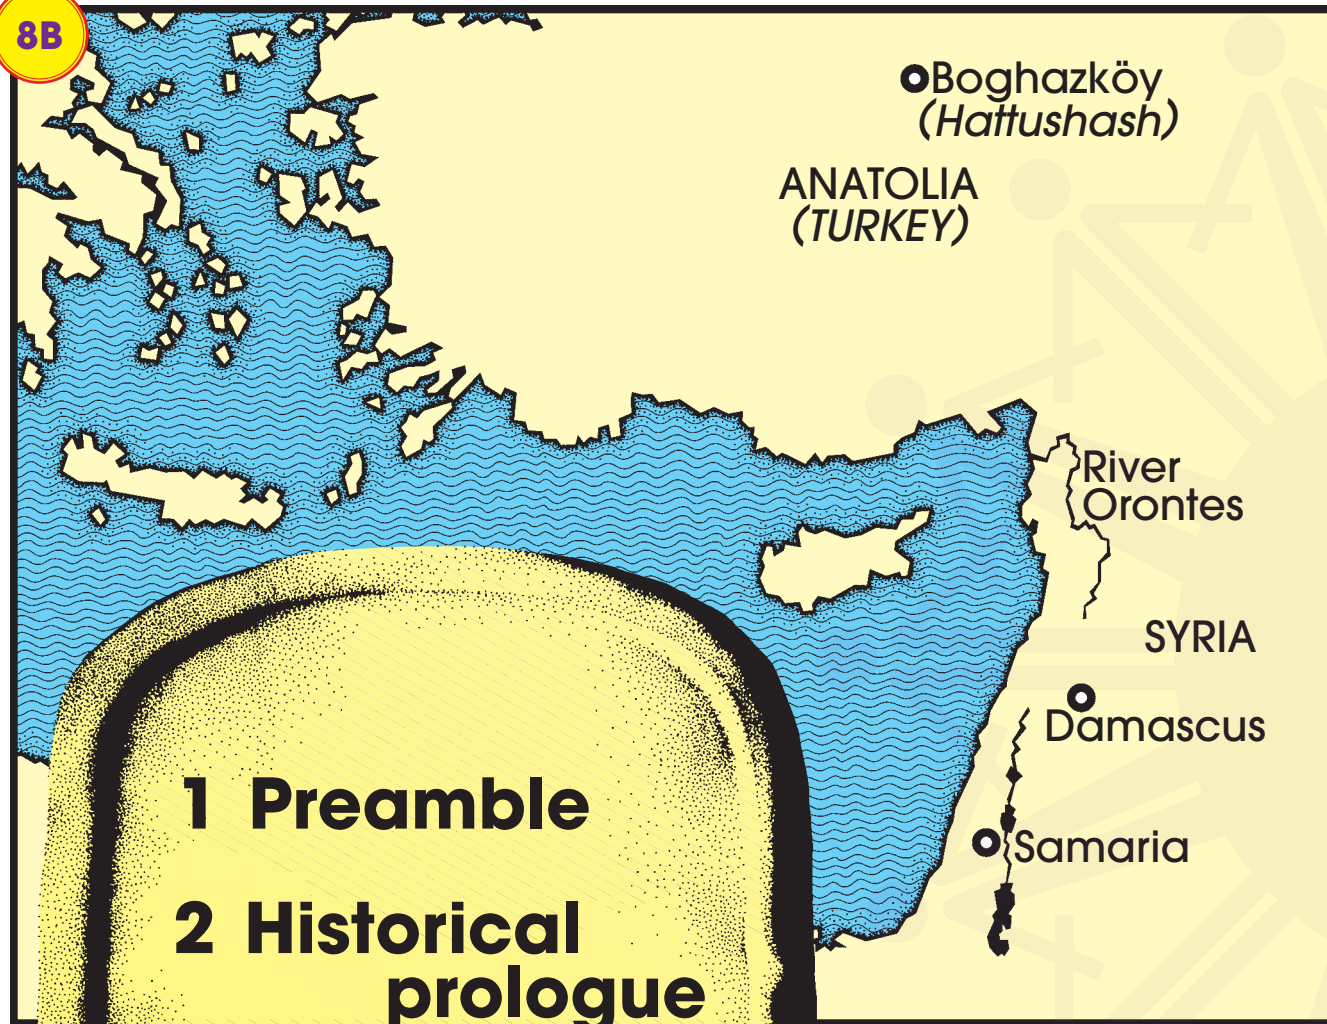 8B
Boghazköy
(Hattushash)
ANATOLIA
(TURKEY)
River
Orontes
SYRIA
Damascus
Samaria
1 Preamble
2 Historical
prologue